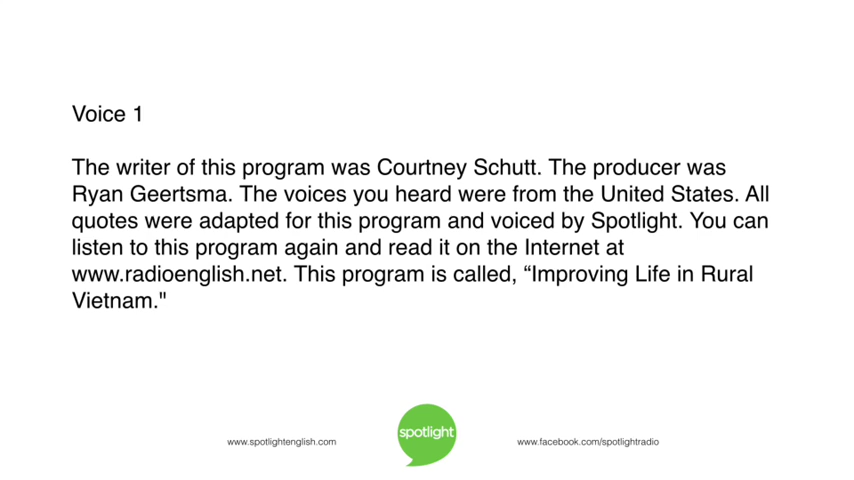 Voice 1
The writer of this program was Courtney Schutt. The producer was
Ryan Geertsma. The voices you heard were from the United States. All
quotes were adapted for this program and voiced by Spotlight. You can
listen to this program again and read it on the Internet at
www.radioenglish.net. This program is called, “Improving Life in Rural
Vietnam."
spotlight
www.spotlightenglish.com
www.facebook.com/spotlightradio